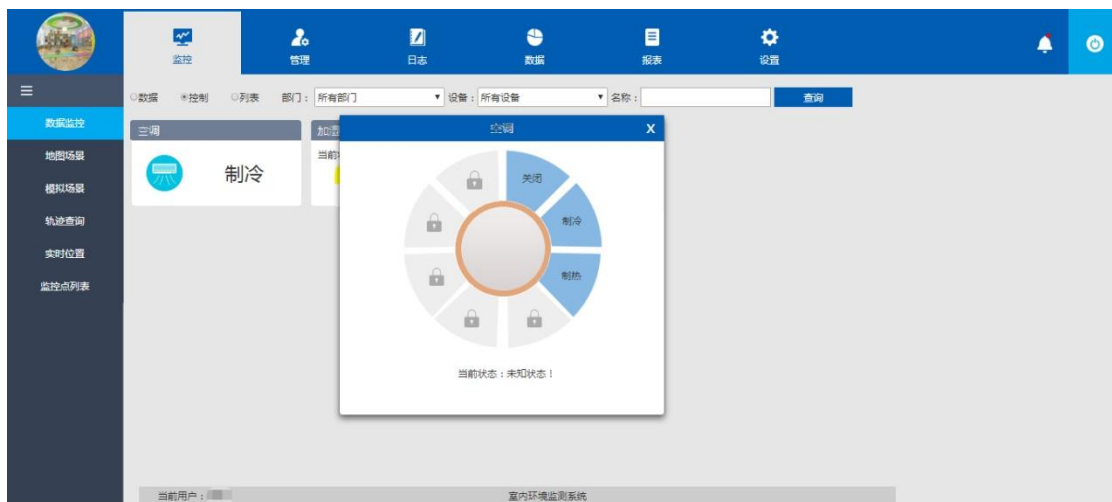 监控
管理
日志
数据
报表
设置
数据 控制 列表 部门：所有部门 设备：所有设备 名称： 查询
数据监控
地图场景
模拟场景
轨迹查询
实时位置
监控点列表
空调
制冷
加湿
当前
空调 X
关闭
制冷
制热
当前状态：未知状态！
当前用户：
室内环境监测系统